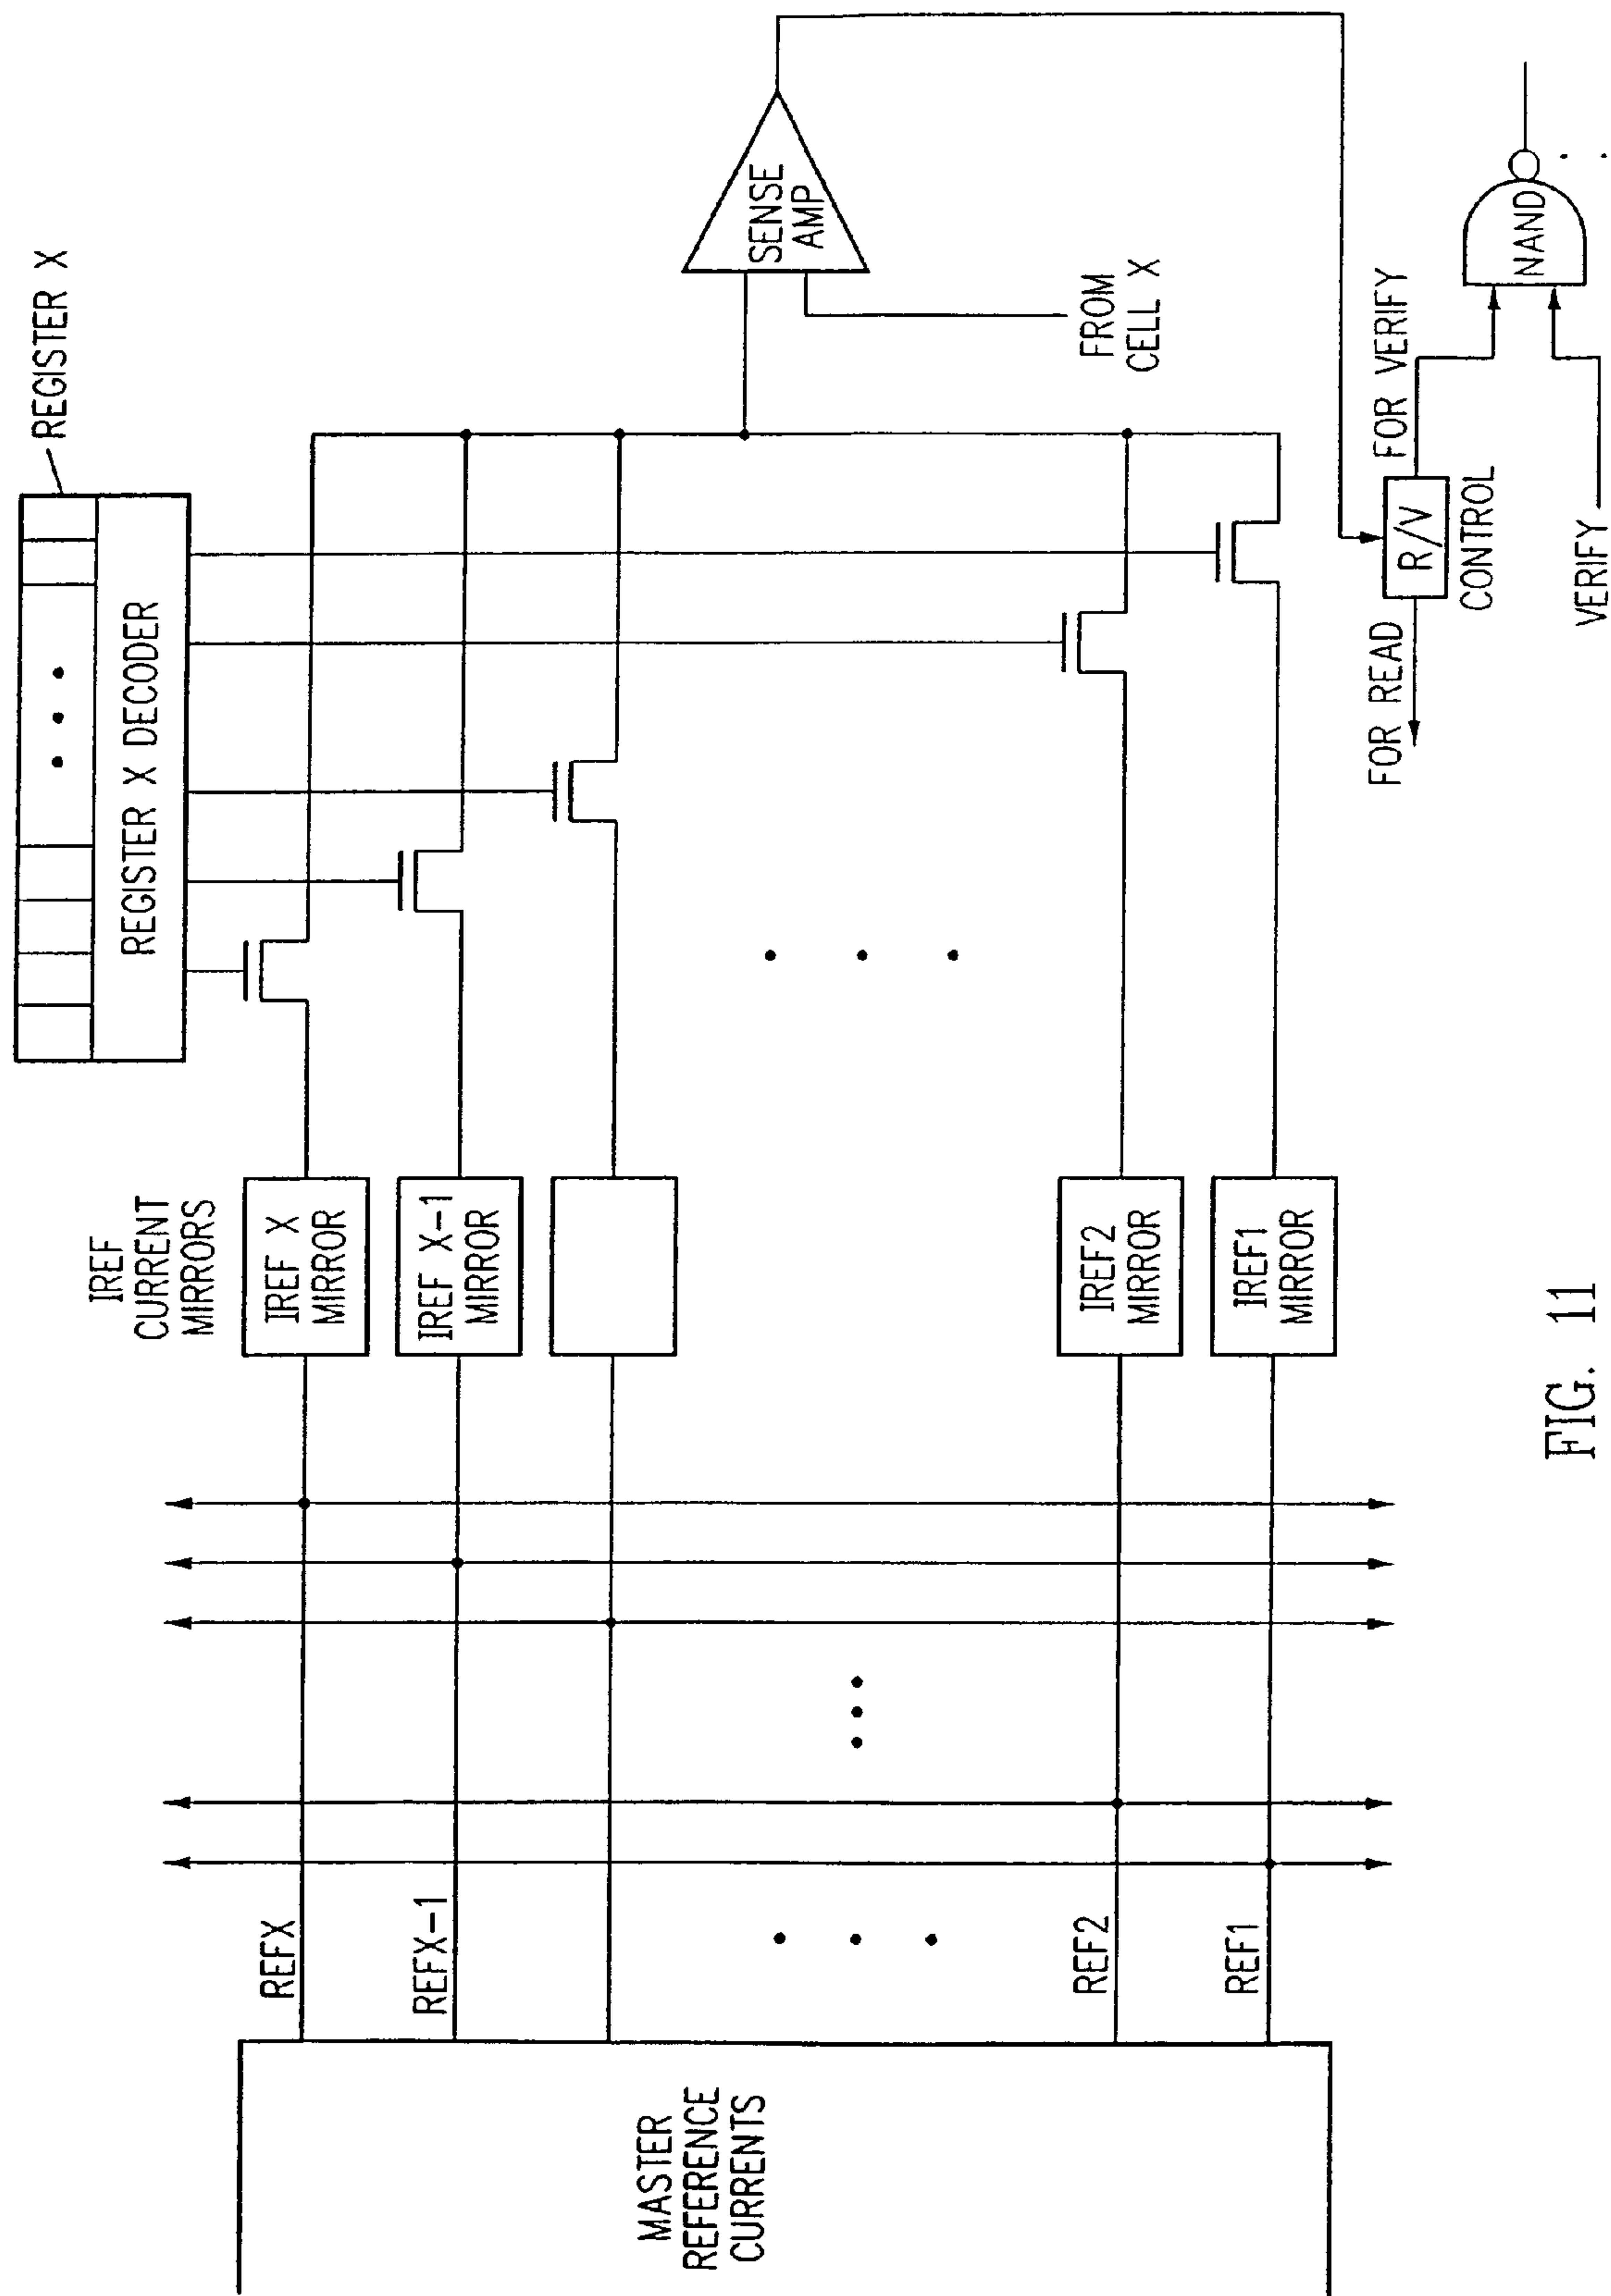 REGISTER X
REGISTER X DECODER
IREF
CURRENT
MIRRORS
IREF X
MIRROR
IREF X-1
MIRROR
IREF2
MIRROR
IREF1
MIRROR
REFX
REFX-1
REF2
REF1
MASTER
REFERENCE
CURRENTS
SENSE
AMP
FROM
CELL X
FOR READ
R/V
CONTROL
FOR VERIFY
VERIFY
NAND
FIG. 11